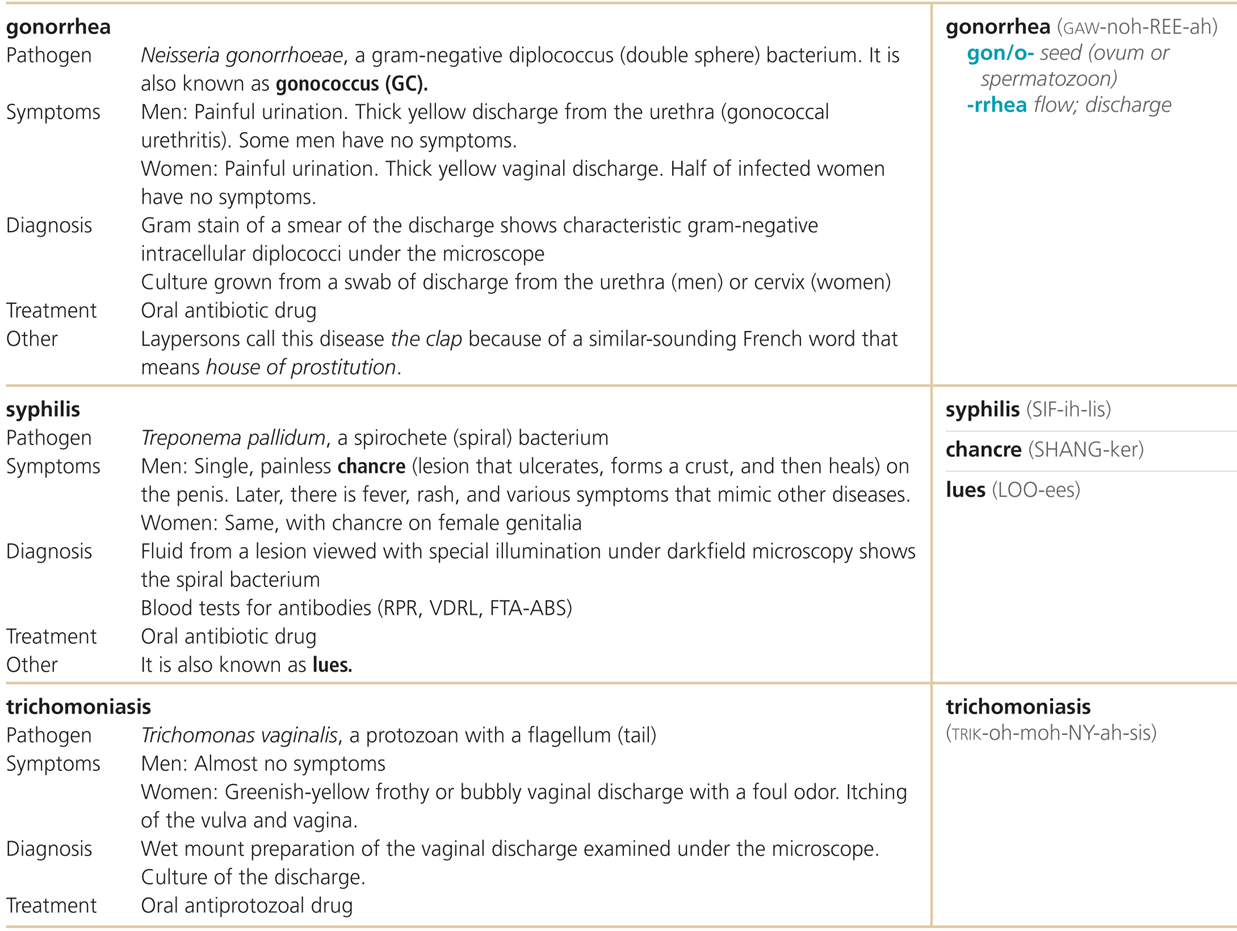 gonorrhea
Pathogen Neisseria gonorrhoeae, a gram-negative diplococcus (double sphere) bacterium. It is
also known as gonococcus (GC).
Symptoms Men: Painful urination. Thick yellow discharge from the urethra (gonococcal
urethritis). Some men have no symptoms.
Women: Painful urination. Thick yellow vaginal discharge. Half of infected women
have no symptoms.
Diagnosis Gram stain of a smear of the discharge shows characteristic gram-negative
intracellular diplococci under the microscope
Culture grown from a swab of discharge from the urethra (men) or cervix (women)
Treatment Oral antibiotic drug
Other Laypersons call this disease the clap because of a similar-sounding French word that
means house of prostitution.
gonorrhea (GAW-noh-REE-ah)
gon/o- seed (ovum or
spermatozoon)
-rrhea flow; discharge
syphilis
Pathogen Treponema pallidum, a spirochete (spiral) bacterium
Symptoms Men: Single, painless chancre (lesion that ulcerates, forms a crust, and then heals) on
the penis. Later, there is fever, rash, and various symptoms that mimic other diseases.
Women: Same, with chancre on female genitalia
Diagnosis Fluid from a lesion viewed with special illumination under darkfield microscopy shows
the spiral bacterium
Blood tests for antibodies (RPR, VDRL, FTA-ABS)
Treatment Oral antibiotic drug
Other It is also known as lues.
syphilis (SIF-ih-lis)
chancre (SHANG-ker)
lues (LOO-ees)
trichomoniasis
Pathogen Trichomonas vaginalis, a protozoan with a flagellum (tail)
Symptoms Men: Almost no symptoms
Women: Greenish-yellow frothy or bubbly vaginal discharge with a foul odor. Itching
of the vulva and vagina.
Diagnosis Wet mount preparation of the vaginal discharge examined under the microscope.
Culture of the discharge.
Treatment Oral antiprotozoal drug
trichomoniasis
(TRIK-oh-moh-NY-ah-sis)